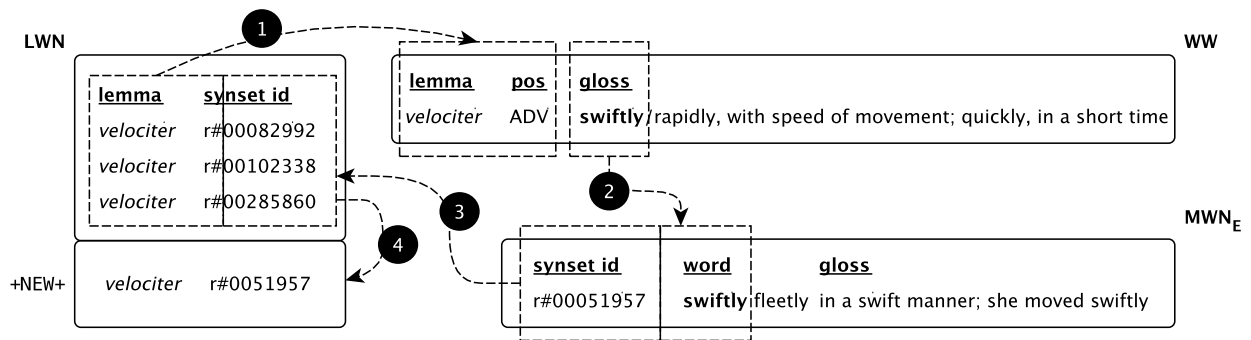 1
LWN
WW
lemma synset id
velociter r#00082992
velociter r#00102338
velociter r#00285860
lemma pos gloss
velociter ADV swiftly/rapidly, with speed of movement; quickly, in a short time
2
3
4
MWN_E
+NEW+ velociter r#0051957
synset id word gloss
r#00051957 swiftly fleetly in a swift manner; she moved swiftly